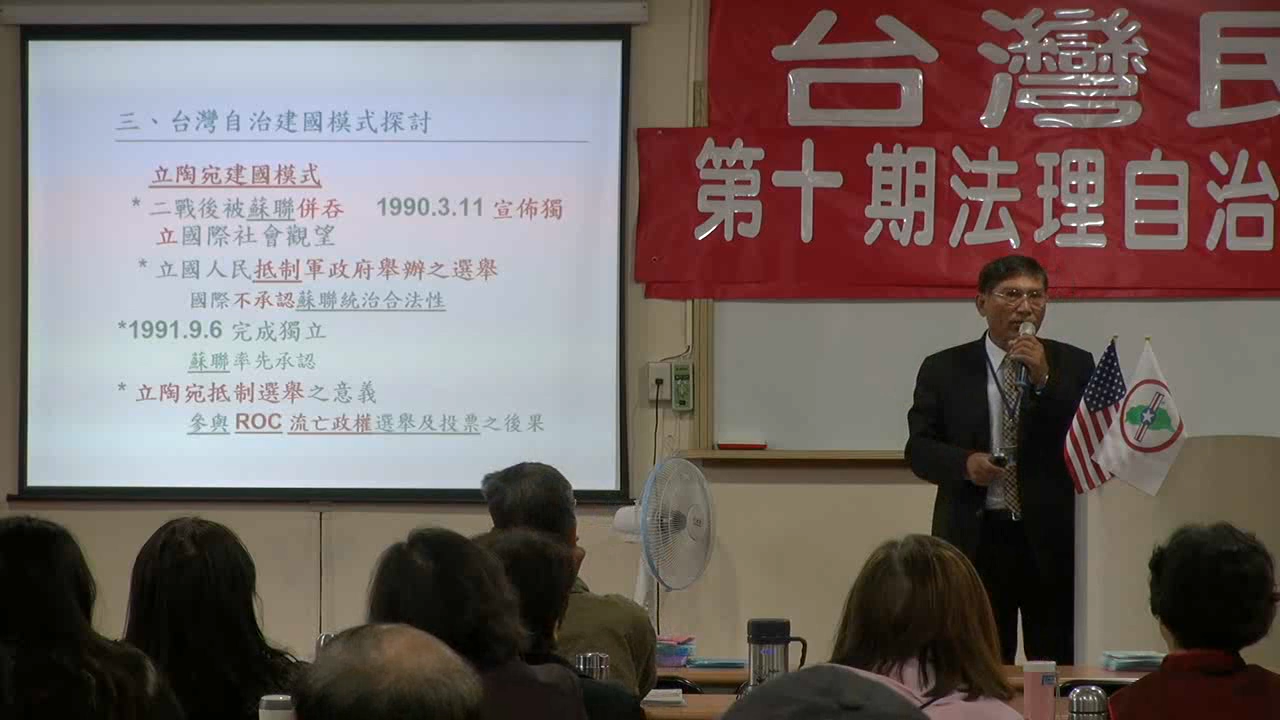 三、台灣自治建國模式探討
立陶宛建國模式
* 二戰後被蘇聯併吞 1990.3.11 宣佈獨
立國際社會觀望
* 立國人民抵制軍政府舉辦之選舉
國際不承認蘇聯統治合法性
*1991.9.6 完成獨立
蘇聯率先承認
* 立陶宛抵制選舉之意義
參與 ROC 流亡政權選舉及投票之後果
台灣民
第十期法理自治